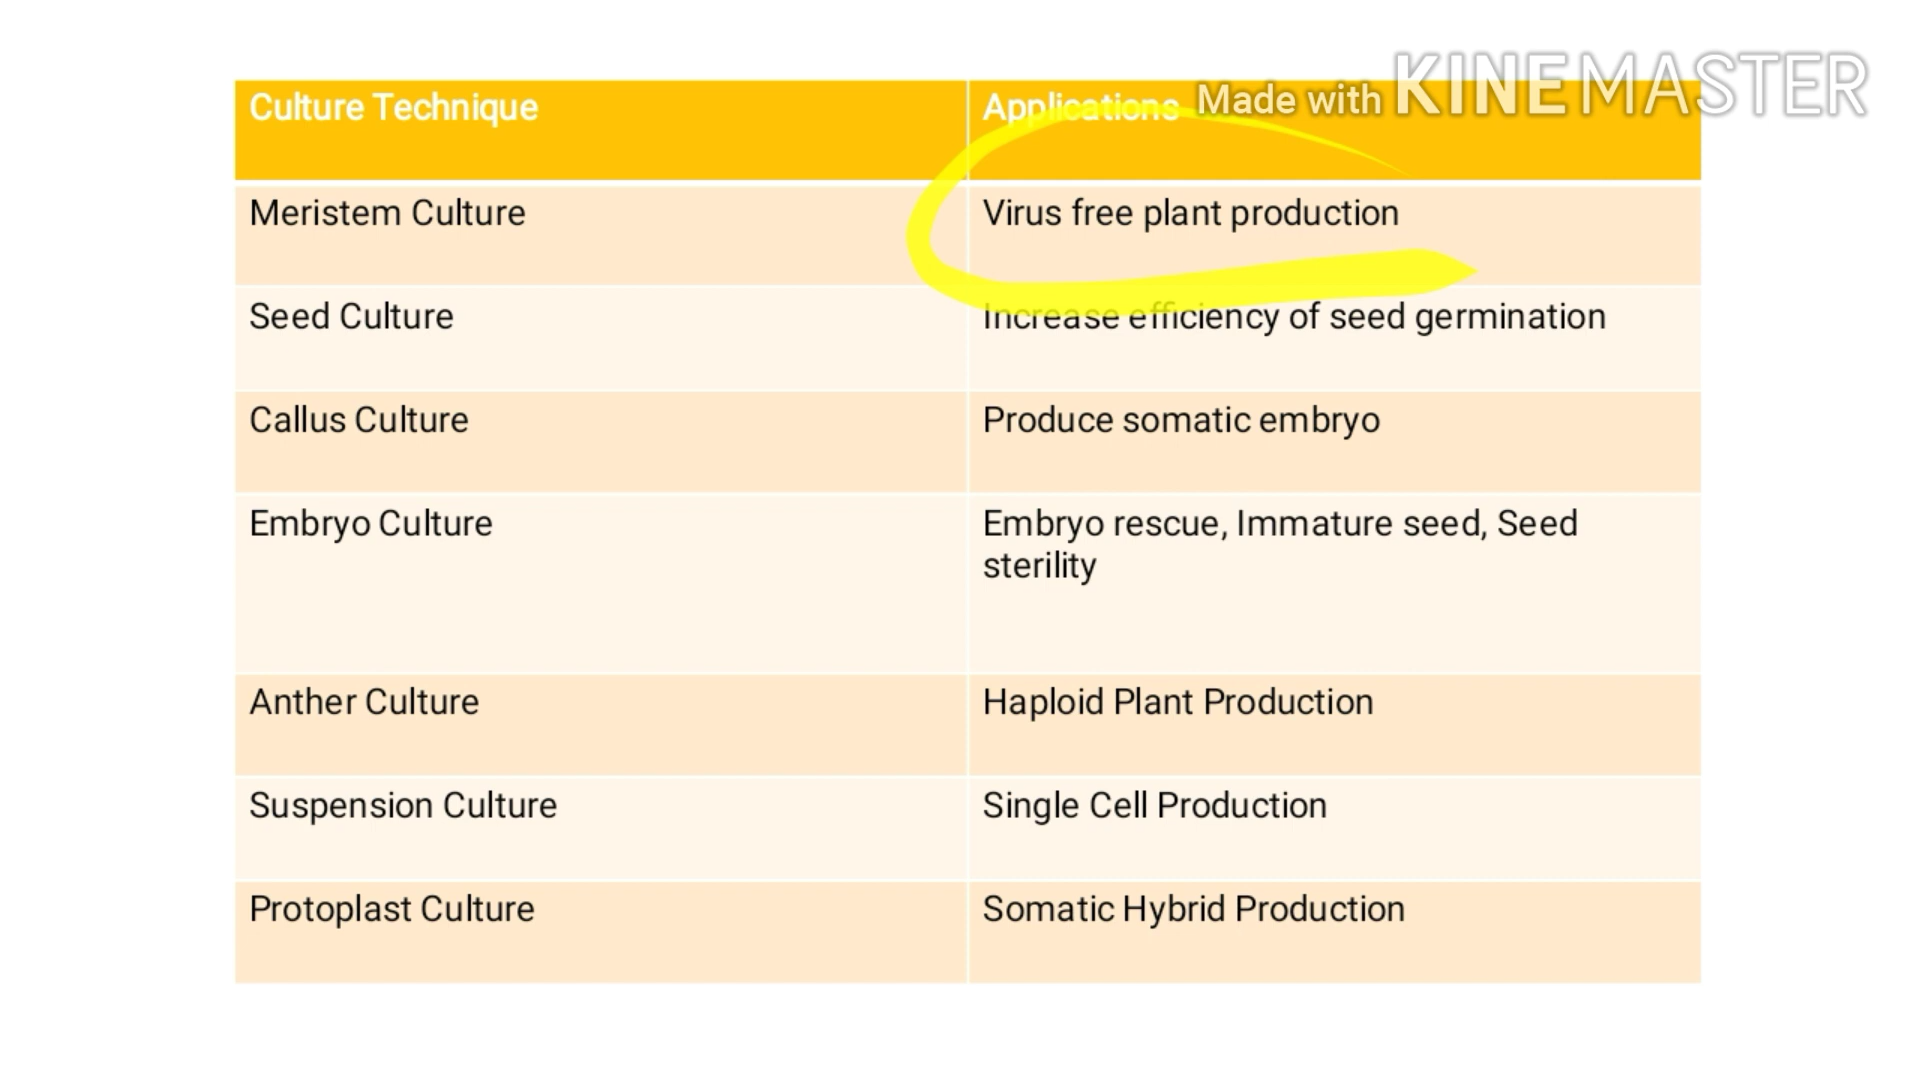 Made with KINEMASTER
Culture Technique
Applications
Meristem Culture
Virus free plant production
Seed Culture
Increase efficiency of seed germination
Callus Culture
Produce somatic embryo
Embryo Culture
Embryo rescue, Immature seed, Seed
sterility
Anther Culture
Haploid Plant Production
Suspension Culture
Single Cell Production
Protoplast Culture
Somatic Hybrid Production